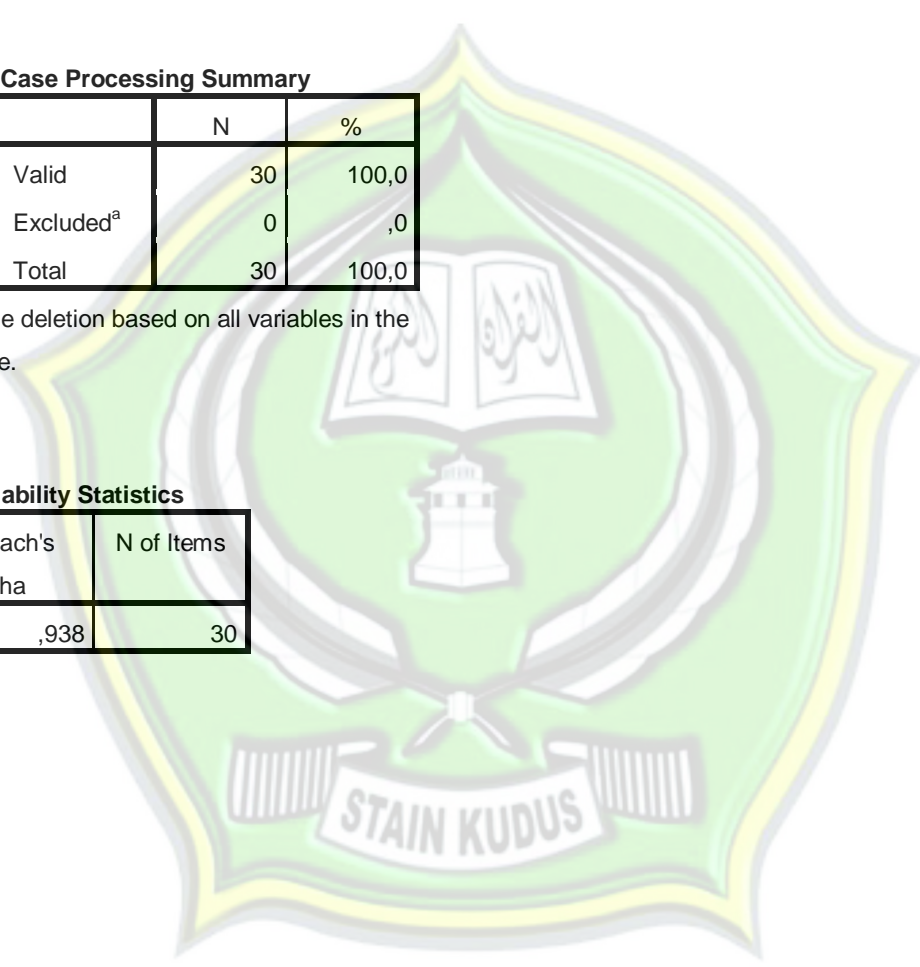 Case Processing Summary
N %
Valid 30 100,0
Excludedᵃ 0 ,0
Total 30 100,0
e deletion based on all variables in the
e.
ability Statistics
ach's N of Items
ha
,938 30
STAIN KUDUS